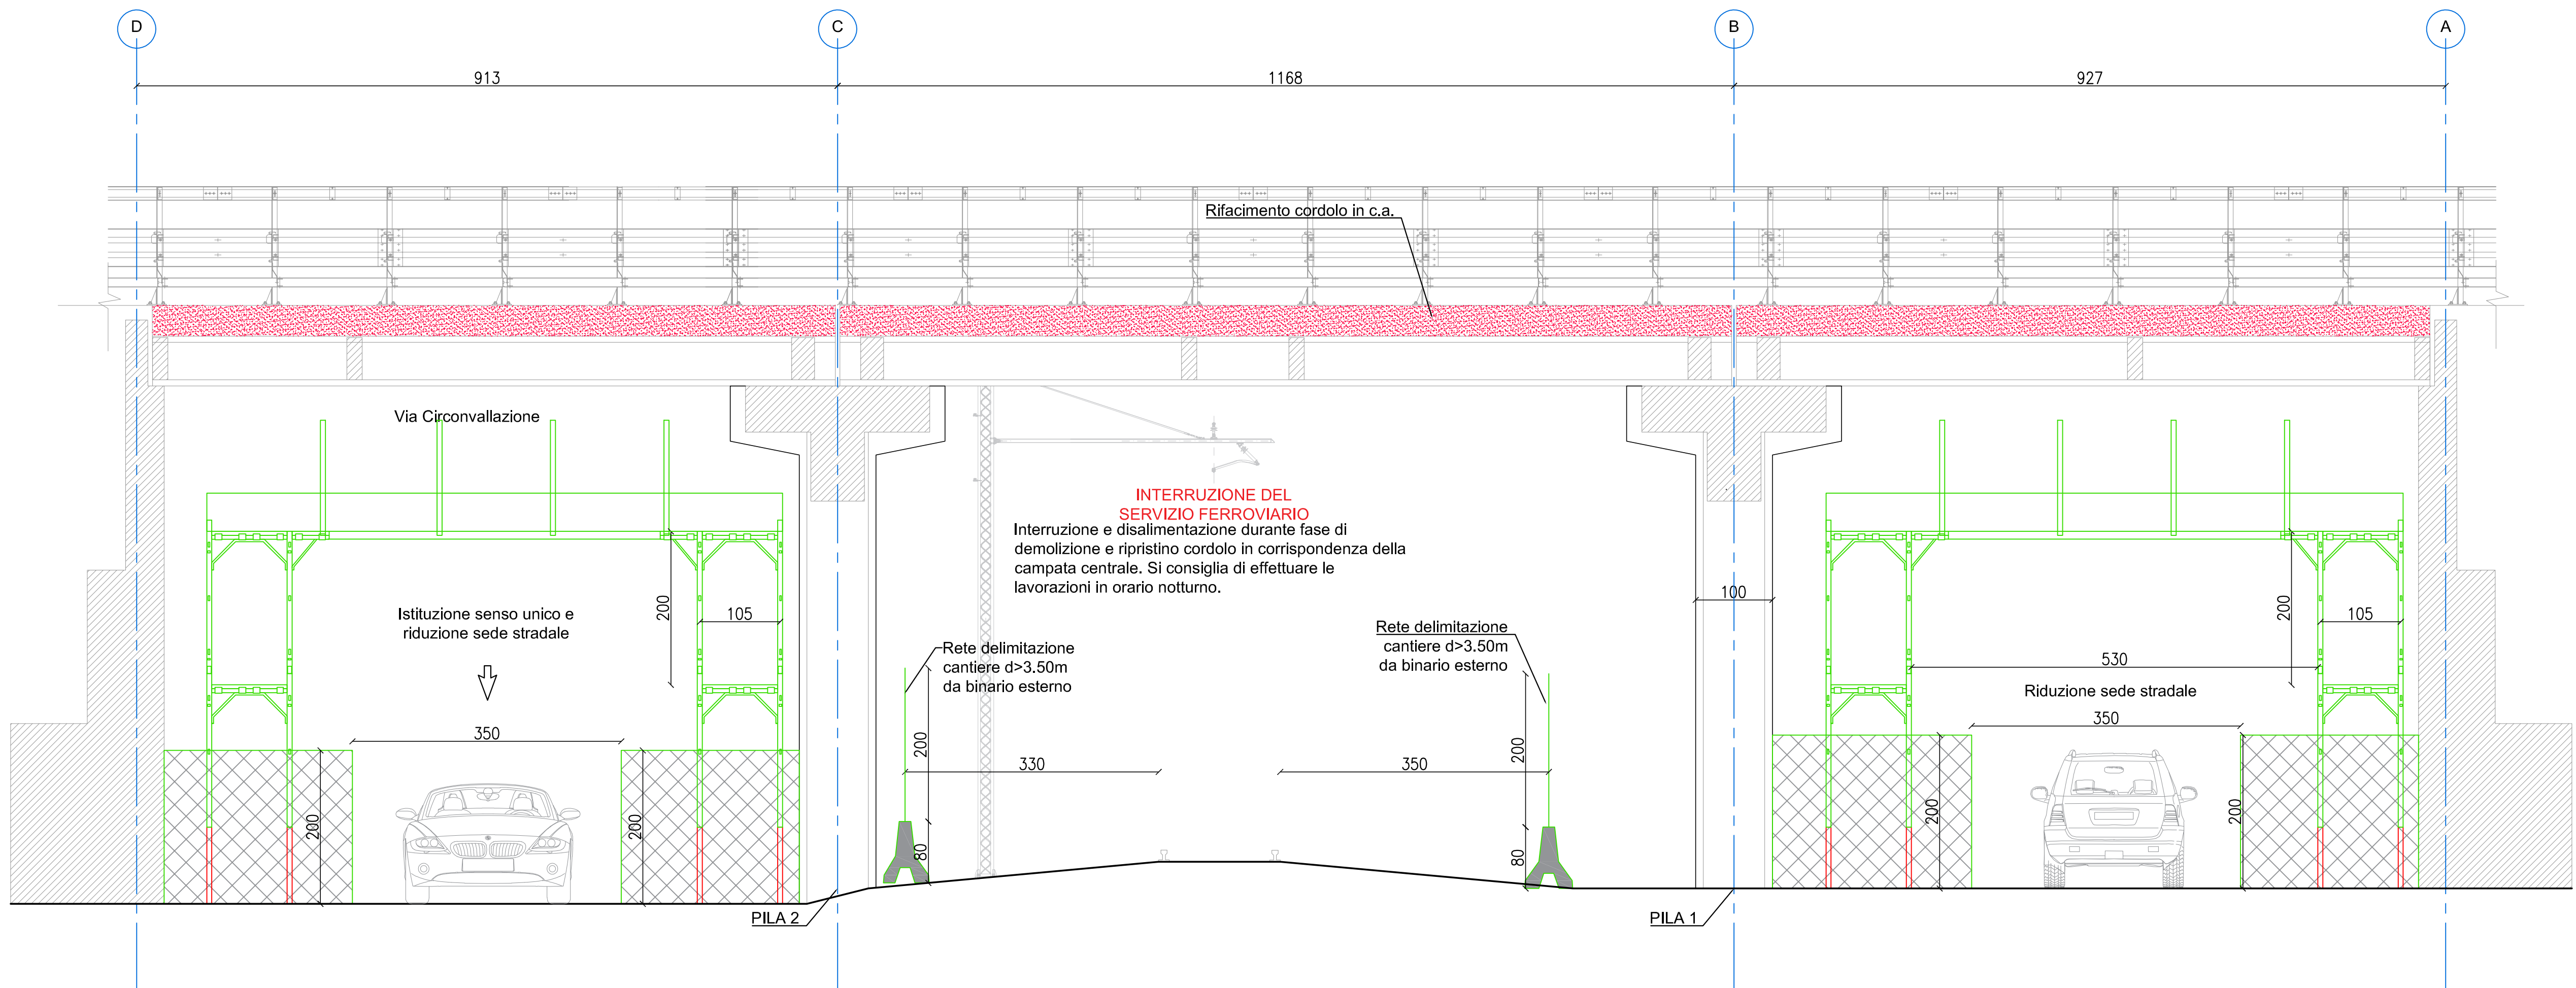 D
C
B
A
913
1168
927
Rifacimento cordolo in c.a.
Via Circonvallazione
INTERRUZIONE DEL
SERVIZIO FERROVIARIO
Interruzione e disalimentazione durante fase di
demolizione e ripristino cordolo in corrispondenza della
campata centrale. Si consiglia di effettuare le
lavorazioni in orario notturno.
Istituzione senso unico e
riduzione sede stradale
200
105
Rete delimitazione
cantiere d>3.50m
da binario esterno
Rete delimitazione
cantiere d>3.50m
da binario esterno
100
200
105
530
Riduzione sede stradale
350
350
200
200
200
80
330
350
200
80
200
200
PILA 2
PILA 1